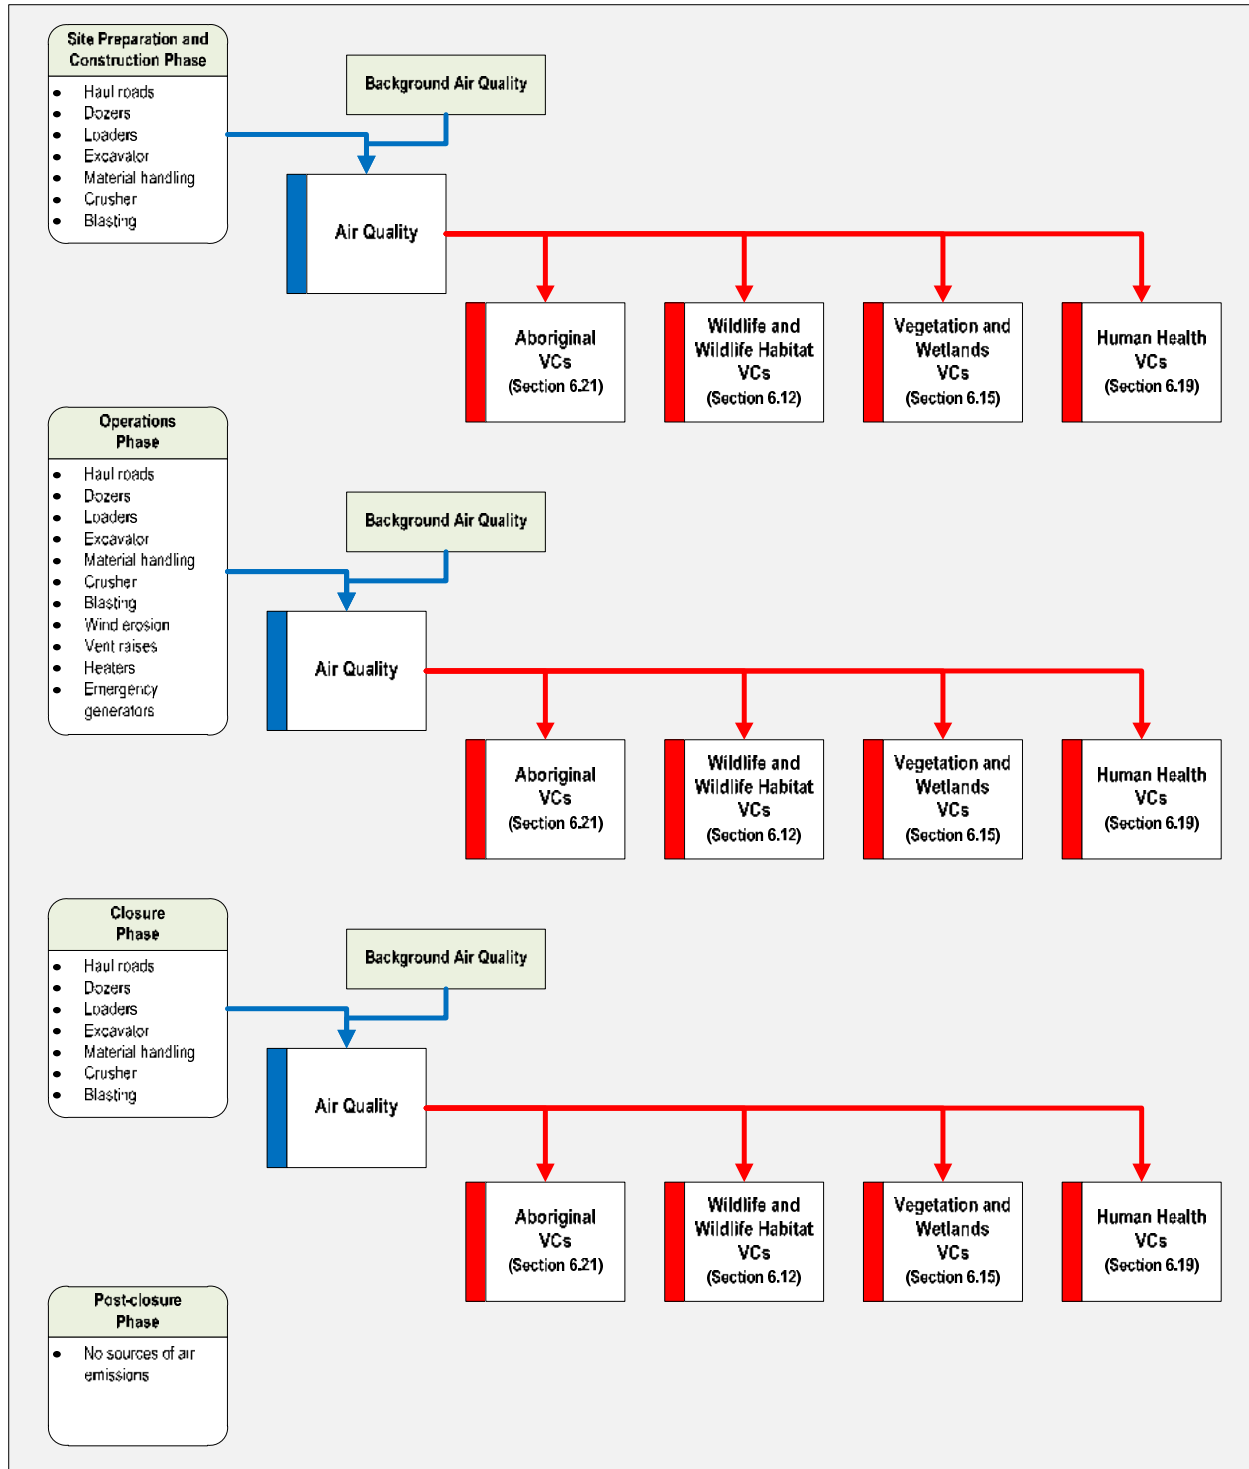 Site Preparation and
Construction Phase
• Haul roads
• Dozers
• Loaders
• Excavator
• Material handling
• Crusher
• Blasting
Background Air Quality
Air Quality
Aboriginal
VCs
(Section 6.21)
Wildlife and
Wildlife Habitat
VCs
(Section 6.12)
Vegetation and
Wetlands
VCs
(Section 6.15)
Human Health
VCs
(Section 6.19)
Operations
Phase
• Haul roads
• Dozers
• Loaders
• Excavator
• Material handling
• Crusher
• Blasting
• Wind erosion
• Vent raises
• Heaters
• Emergency
generators
Background Air Quality
Air Quality
Aboriginal
VCs
(Section 6.21)
Wildlife and
Wildlife Habitat
VCs
(Section 6.12)
Vegetation and
Wetlands
VCs
(Section 6.15)
Human Health
VCs
(Section 6.19)
Closure
Phase
• Haul roads
• Dozers
• Loaders
• Excavator
• Material handling
• Crusher
• Blasting
Background Air Quality
Air Quality
Aboriginal
VCs
(Section 6.21)
Wildlife and
Wildlife Habitat
VCs
(Section 6.12)
Vegetation and
Wetlands
VCs
(Section 6.15)
Human Health
VCs
(Section 6.19)
Post-closure
Phase
• No sources of air
emissions